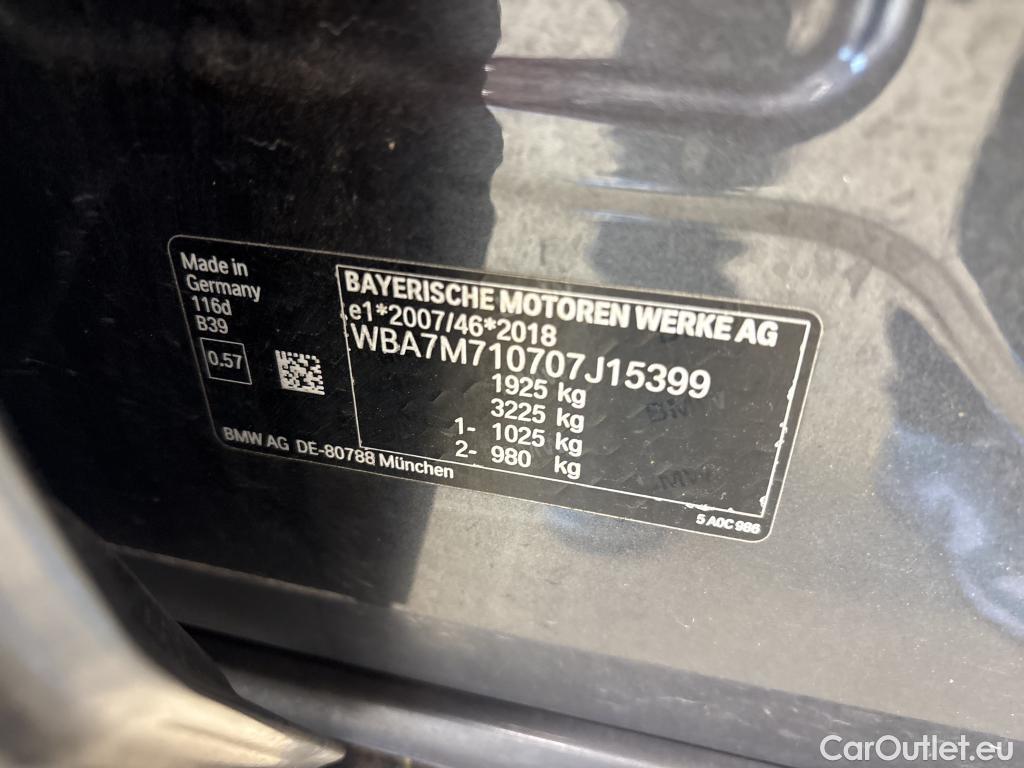 Made in
Germany
116d
B39
0.57
BAYERISCHE MOTOREN WERKE AG
e1*2007/46*2018
WBA7M710707J15399
1925 kg
3225 kg
1- 1025 kg
2- 980 kg
BMW AG DE-80788 München
5 A0C 986
CarOutlet.eu